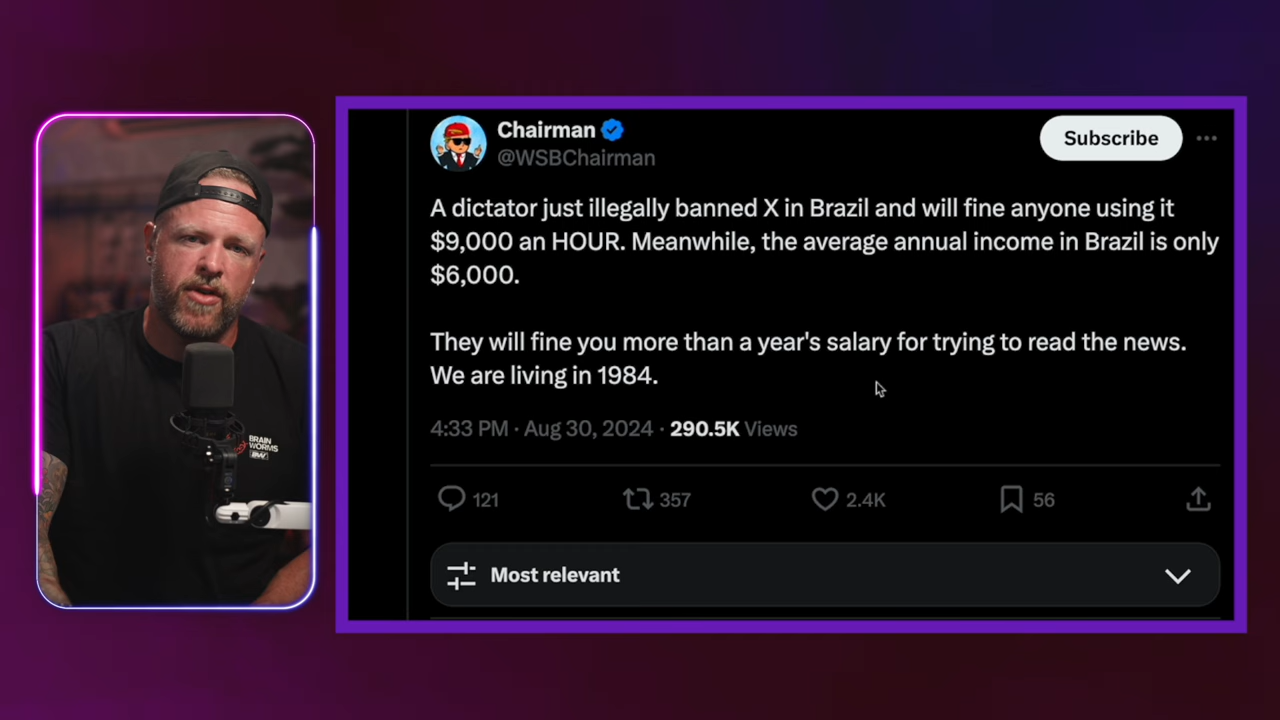 Chairman
@WSBChairman
Subscribe
A dictator just illegally banned X in Brazil and will fine anyone using it
$9,000 an HOUR. Meanwhile, the average annual income in Brazil is only
$6,000.
They will fine you more than a year's salary for trying to read the news.
We are living in 1984.
4:33 PM · Aug 30, 2024 · 290.5K Views
121 357 2.4K 56
Most relevant
BRAIN
WORMS